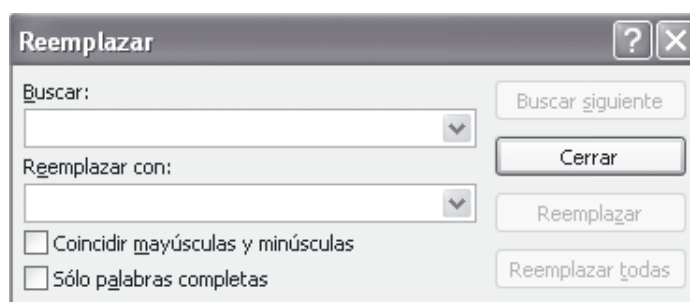 Reemplazar
Buscar:
Buscar siguiente
Cerrar
Reemplazar con:
Reemplazar
Coincidir mayúsculas y minúsculas
Sólo palabras completas
Reemplazar todas